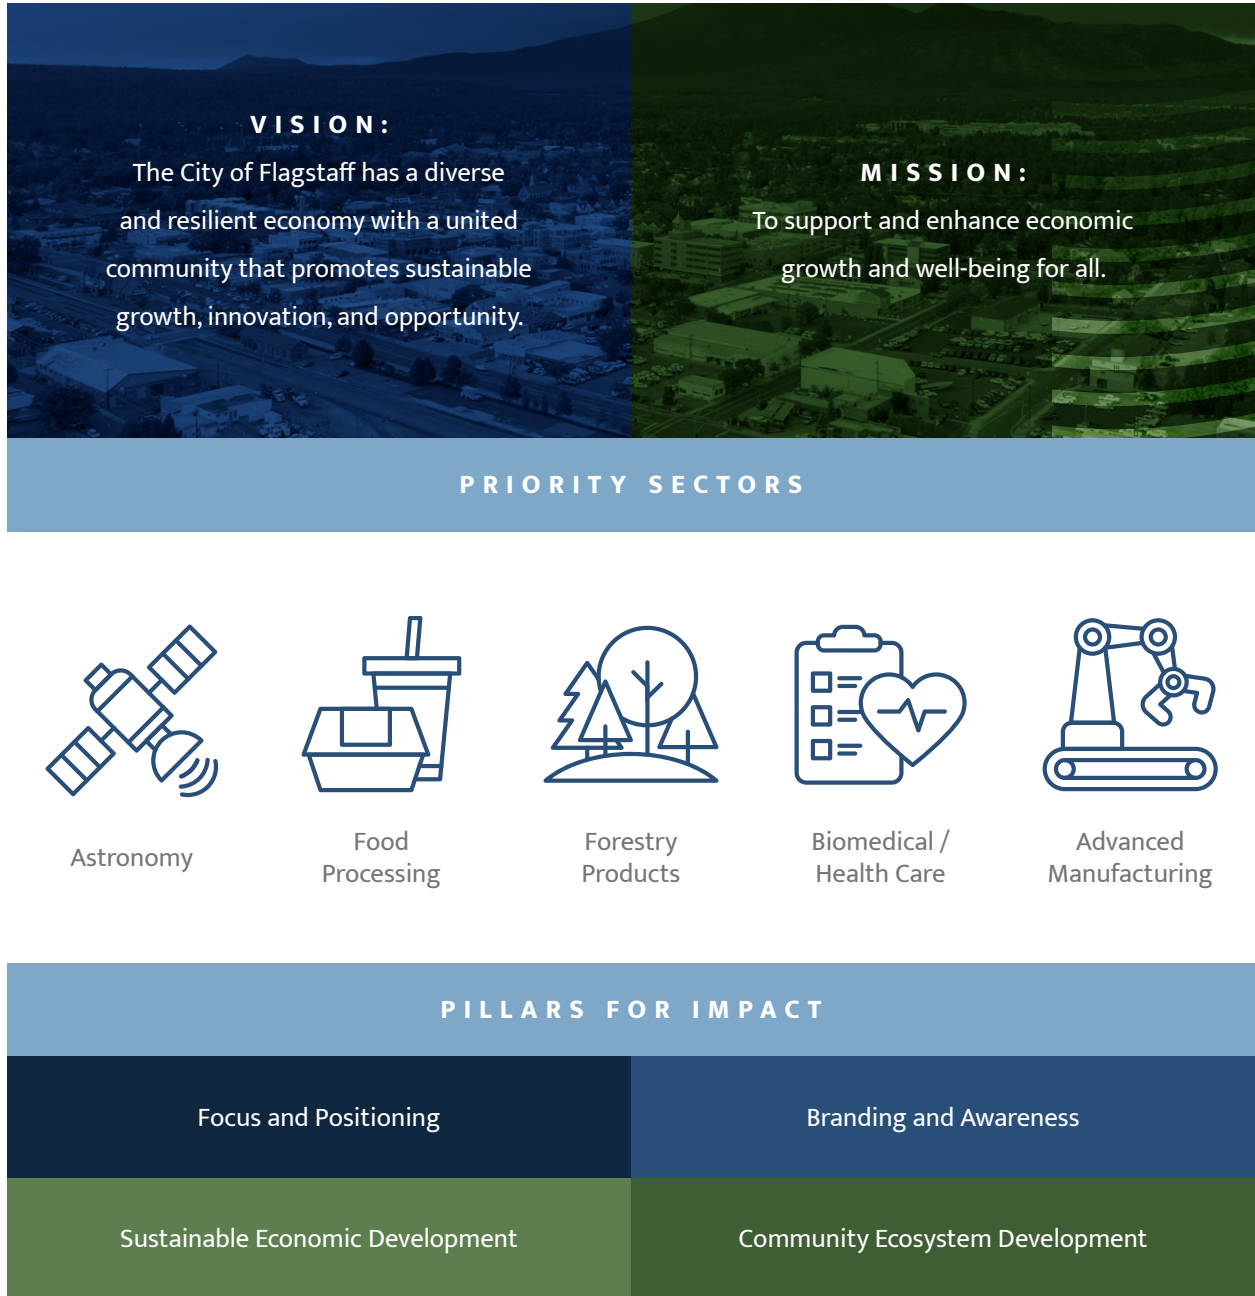 VISION:
The City of Flagstaff has a diverse
and resilient economy with a united
community that promotes sustainable
growth, innovation, and opportunity.
MISSION:
To support and enhance economic
growth and well-being for all.
PRIORITY SECTORS
Astronomy
Food
Processing
Forestry
Products
Biomedical /
Health Care
Advanced
Manufacturing
PILLARS FOR IMPACT
Focus and Positioning
Branding and Awareness
Sustainable Economic Development
Community Ecosystem Development